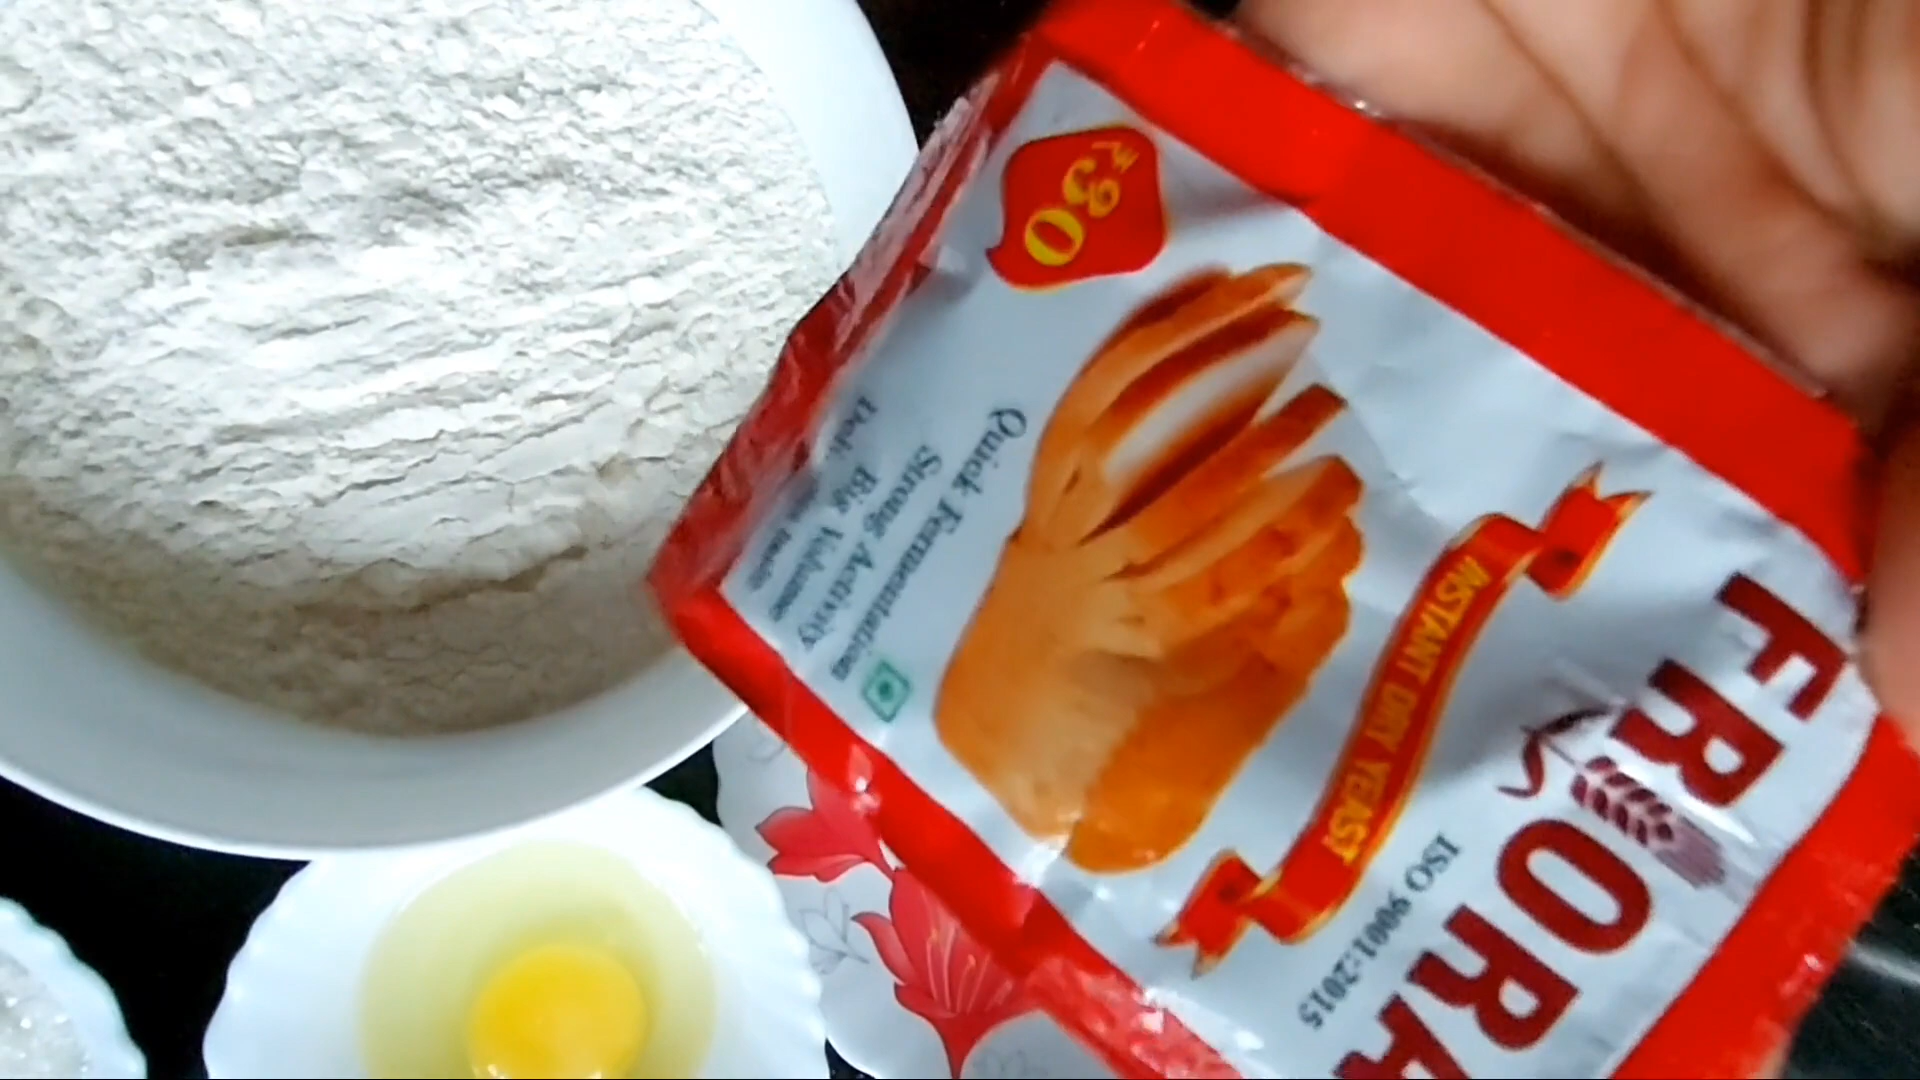 FRORA
ISO 9001:2015
INSTANT DRY YEAST
Quick Fermentation
Strong Activity
Big Volume
₹30